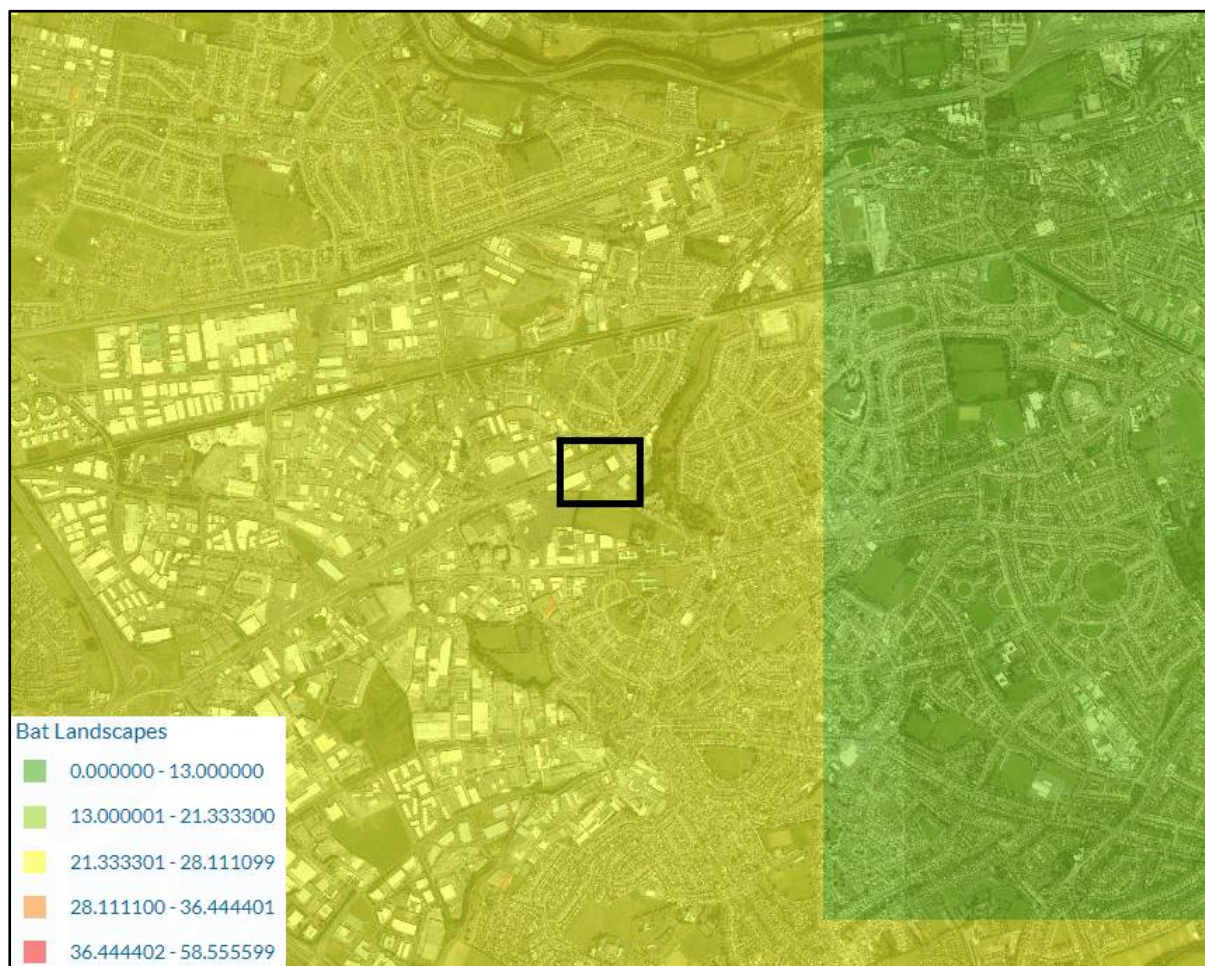 Bat Landscapes
0.000000 - 13.000000
13.000001 - 21.333300
21.333301 - 28.111099
28.111100 - 36.444401
36.444402 - 58.555599